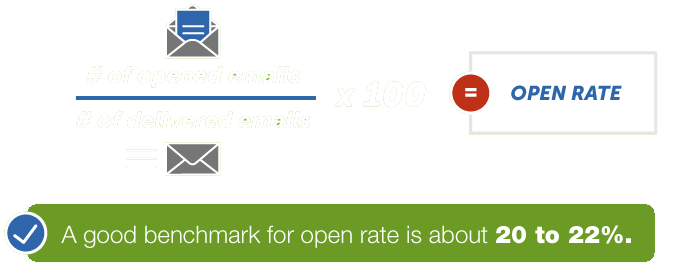 # of opened emails
# of delivered emails
x 100
=
OPEN RATE
A good benchmark for open rate is about 20 to 22%.